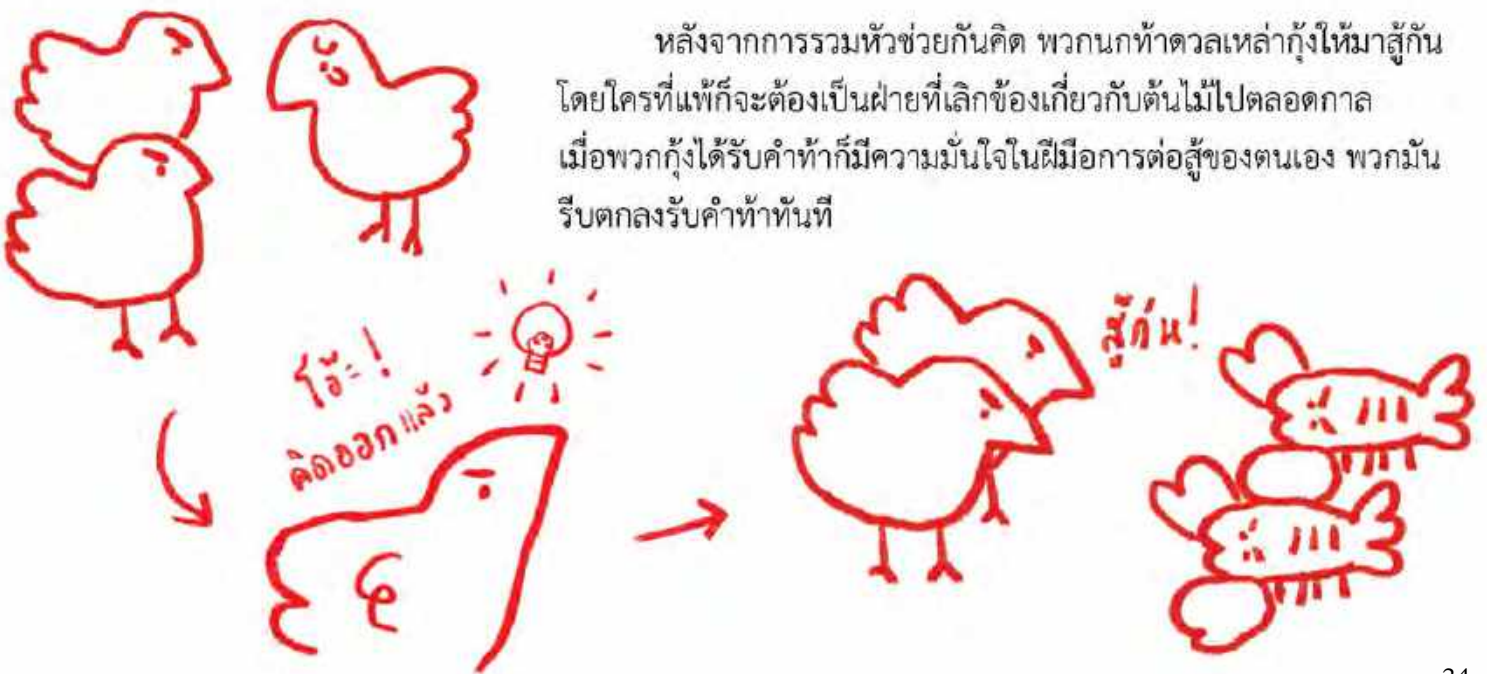 หลังจากการรวมหัวช่วยกันคิด พวกนกท้าดวลเหล่ากุ้งให้มาสู้กัน
โดยใครที่แพ้ก็จะต้องเป็นฝ่ายที่เลิกข้องเกี่ยวกับต้นไม้ไปตลอดกาล
เมื่อพวกกุ้งได้รับคำท้าก็มีความมั่นใจในฝีมือการต่อสู้ของตนเอง พวกมัน
รีบตกลงรับคำท้าทันที
โอ๊ะ!
คิดออกแล้ว
สู้กัน!